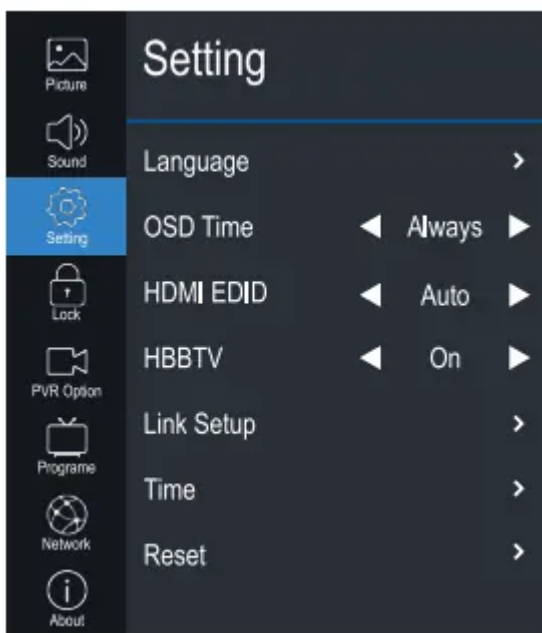 Picture
Sound
Setting
Lock
PVR Option
Programe
Network
About
Setting
Language
OSD Time Always
HDMI EDID Auto
HBBTV On
Link Setup
Time
Reset